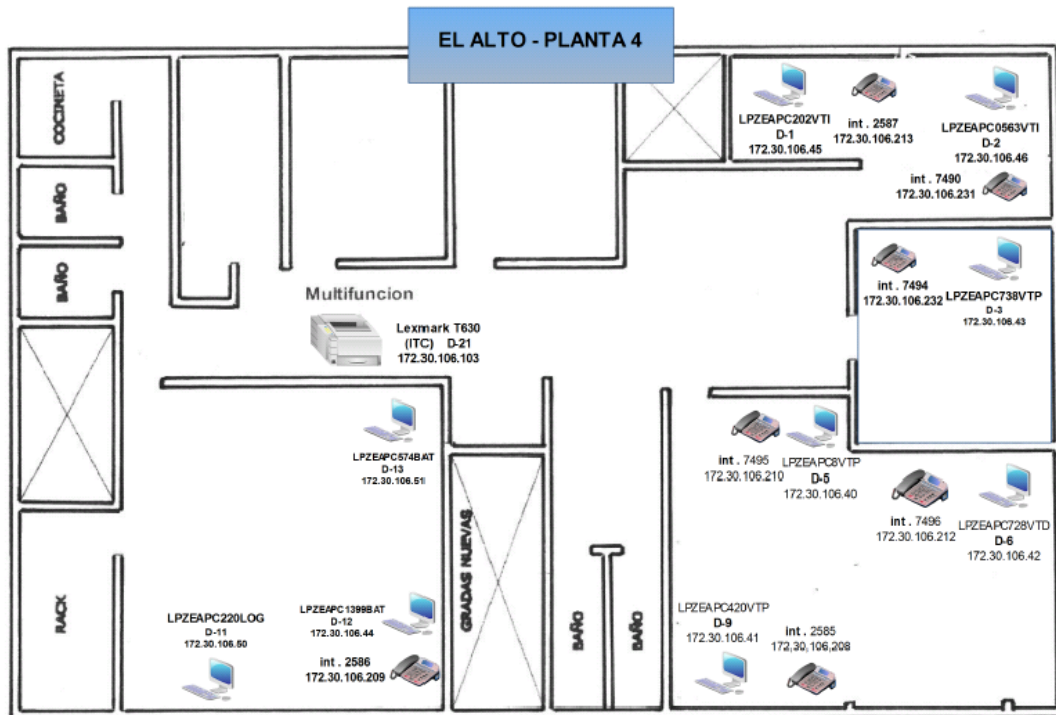 EL ALTO - PLANTA 4
COCINETA
BAÑO
BAÑO
RACK
LPZEAPC202VTI
D-1
172.30.106.45
int . 2587
172.30.106.213
LPZEAPC0563VTI
D-2
172.30.106.46
int . 7490
172.30.106.231
int . 7494
172.30.106.232
LPZEAPC738VTP
D-3
172.30.106.43
Multifuncion
Lexmark T630
(ITC) D-21
172.30.106.103
LPZEAPC574BAT
D-13
172.30.106.51
int . 7495
172.30.106.210
LPZEAPC8VTP
D-5
172.30.106.40
int . 7496
172.30.106.212
LPZEAPC728VTD
D-6
172.30.106.42
GRADAS NUEVAS
LPZEAPC220LOG
D-11
172.30.106.50
LPZEAPC1399BAT
D-12
172.30.106.44
int . 2586
172.30.106.209
BAÑO
BAÑO
LPZEAPC420VTP
D-9
172.30.106.41
int . 2585
172,30,106,208